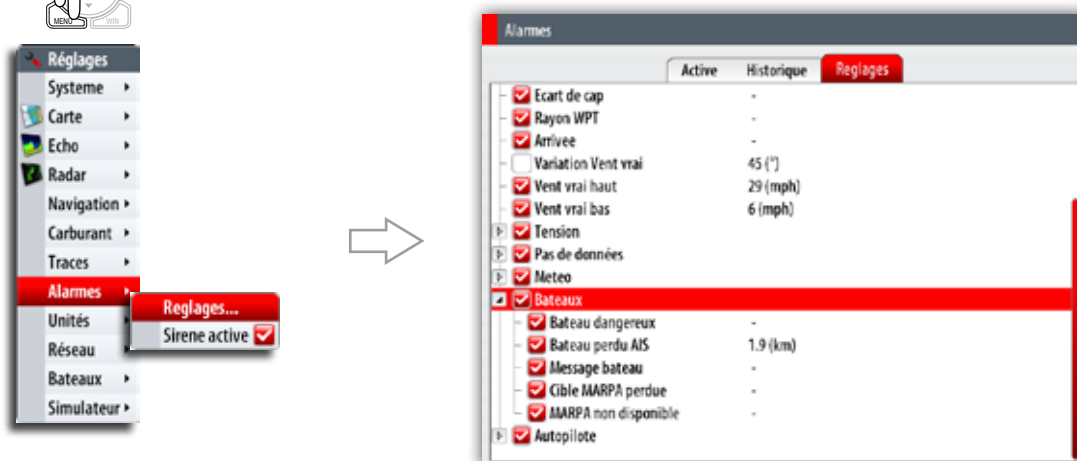 MENU
WIN
Réglages
Systeme
Carte
Echo
Radar
Navigation
Carburant
Traces
Alarmes
Unités
Réseau
Bateaux
Simulateur
Reglages...
Sirene active
Alarmes
Active Historique Reglages
Ecart de cap -
Rayon WPT -
Arrivee -
Variation Vent vrai 45 (°)
Vent vrai haut 29 (mph)
Vent vrai bas 6 (mph)
Tension
Pas de données
Meteo
Bateaux
Bateau dangereux -
Bateau perdu AIS 1.9 (km)
Message bateau -
Cible MARPA perdue -
MARPA non disponible -
Autopilote